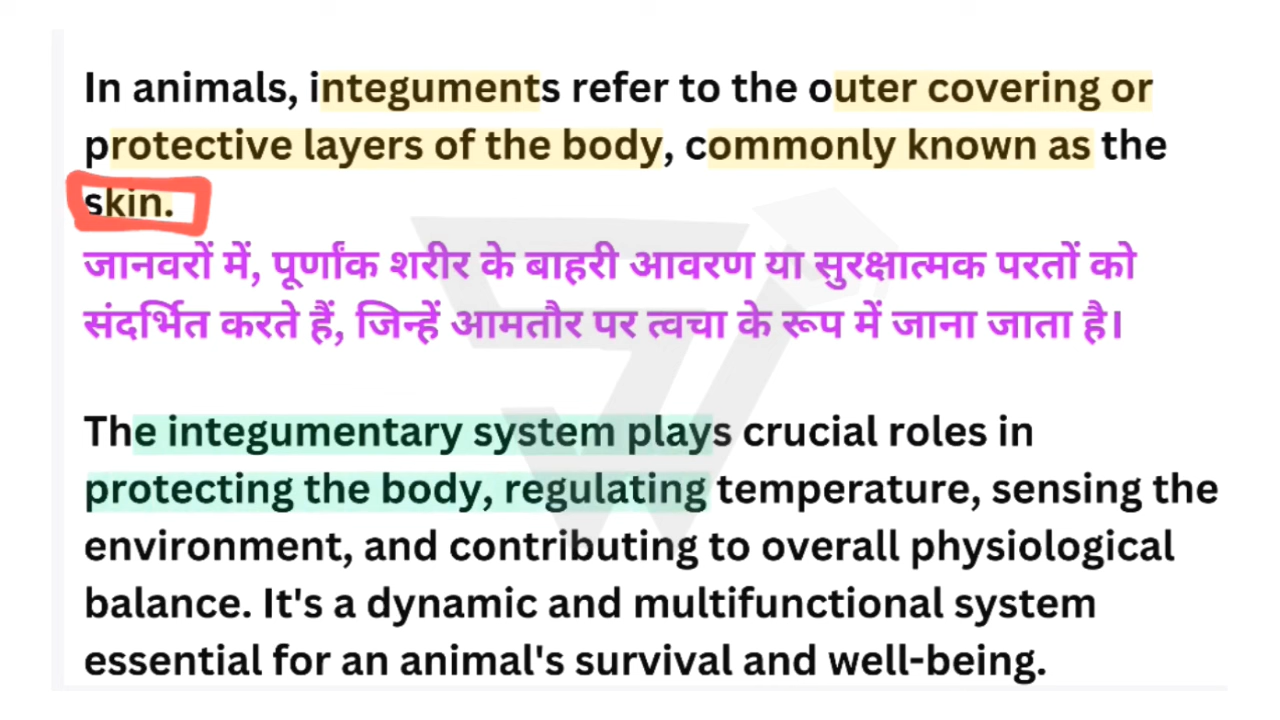 In animals, integuments refer to the outer covering or
protective layers of the body, commonly known as the
skin.
जानवरों में, पूर्णांक शरीर के बाहरी आवरण या सुरक्षात्मक परतों को
संदर्भित करते हैं, जिन्हें आमतौर पर त्वचा के रूप में जाना जाता है।
The integumentary system plays crucial roles in
protecting the body, regulating temperature, sensing the
environment, and contributing to overall physiological
balance. It's a dynamic and multifunctional system
essential for an animal's survival and well-being.